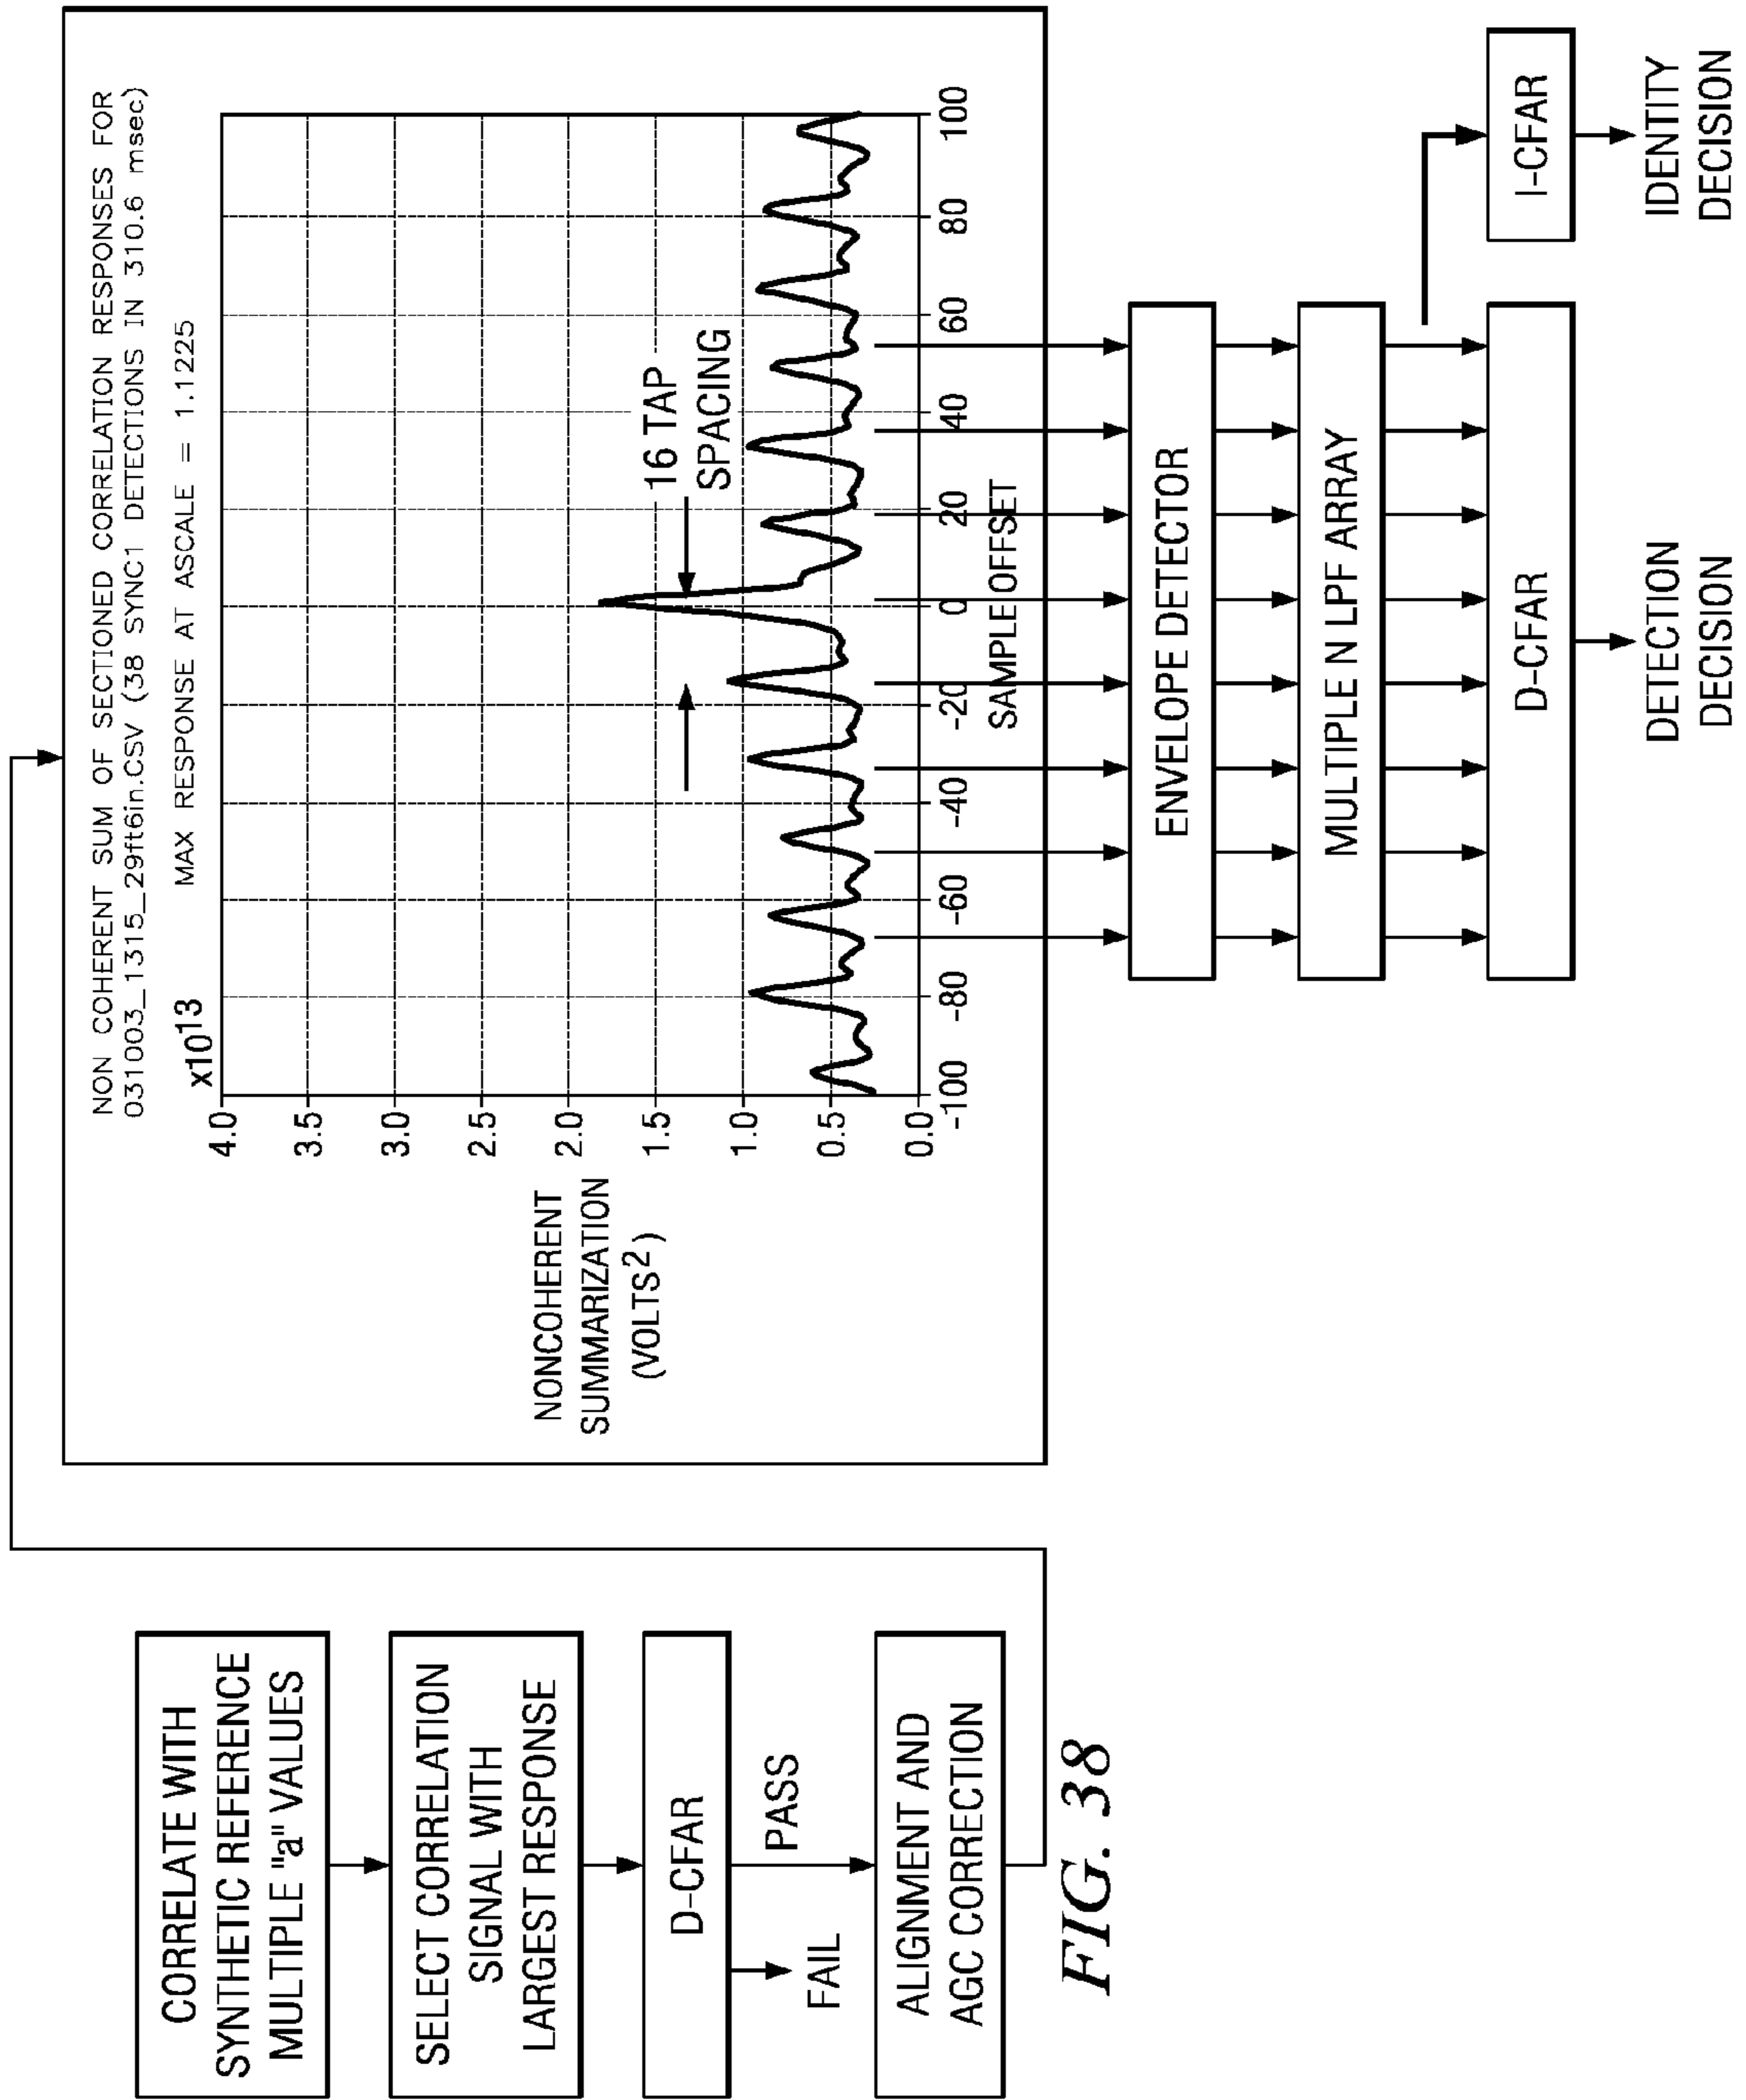 CORRELATE WITH
SYNTHETIC REFERENCE
MULTIPLE "a" VALUES
SELECT CORRELATION
SIGNAL WITH
LARGEST RESPONSE
D-CFAR
FAIL
PASS
ALIGNMENT AND
AGC CORRECTION
FIG. 38
NON COHERENT SUM OF SECTIONED CORRELATION RESPONSES FOR
031003_1315_29ft6in.CSV (38 SYNC1 DETECTIONS IN 310.6 msec)
MAX RESPONSE AT ASCALE = 1.1225
x10^13
4.0
3.5
3.0
2.5
2.0
1.5
1.0
0.5
0.0
NONCOHERENT
SUMMARIZATION
(VOLTS^2)
16 TAP
SPACING
-100 -80 -60 -40 -20 0 20 40 60 80 100
SAMPLE OFFSET
ENVELOPE DETECTOR
MULTIPLE N LPF ARRAY
D-CFAR
I-CFAR
DETECTION
DECISION
IDENTITY
DECISION